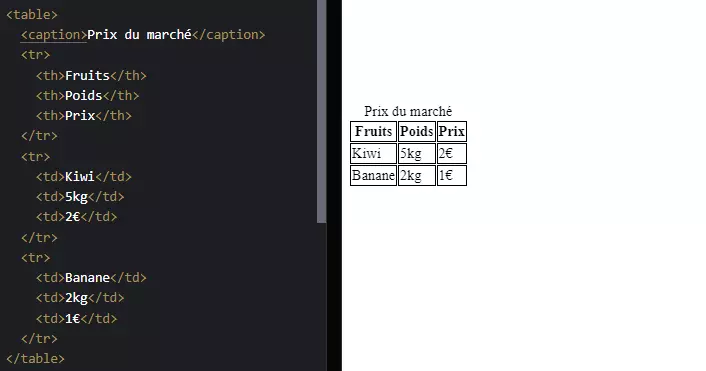 <table>
<caption>Prix du marché</caption>
<tr>
<th>Fruits</th>
<th>Poids</th>
<th>Prix</th>
</tr>
<tr>
<td>Kiwi</td>
<td>5kg</td>
<td>2€</td>
</tr>
<tr>
<td>Banane</td>
<td>2kg</td>
<td>1€</td>
</tr>
</table>
Prix du marché
Fruits Poids Prix
Kiwi 5kg 2€
Banane 2kg 1€